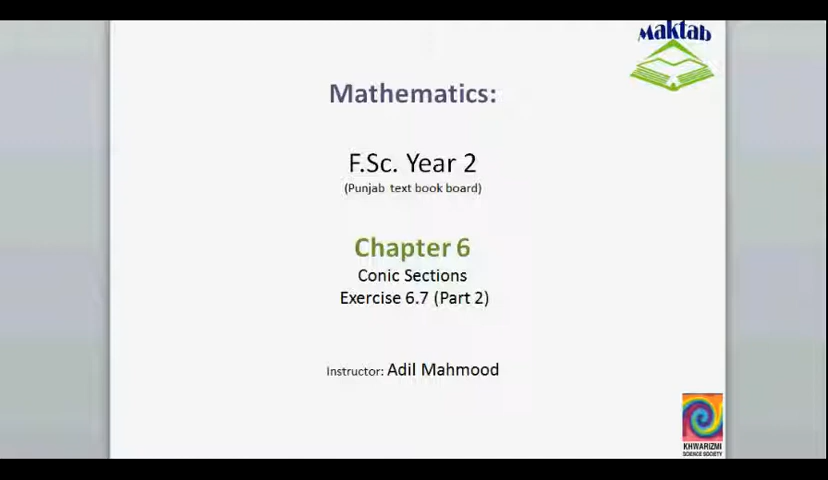 Maktab
Mathematics:
F.Sc. Year 2
(Punjab text book board)
Chapter 6
Conic Sections
Exercise 6.7 (Part 2)
Instructor: Adil Mahmood
KHWARIZMI
SCIENCE SOCIETY